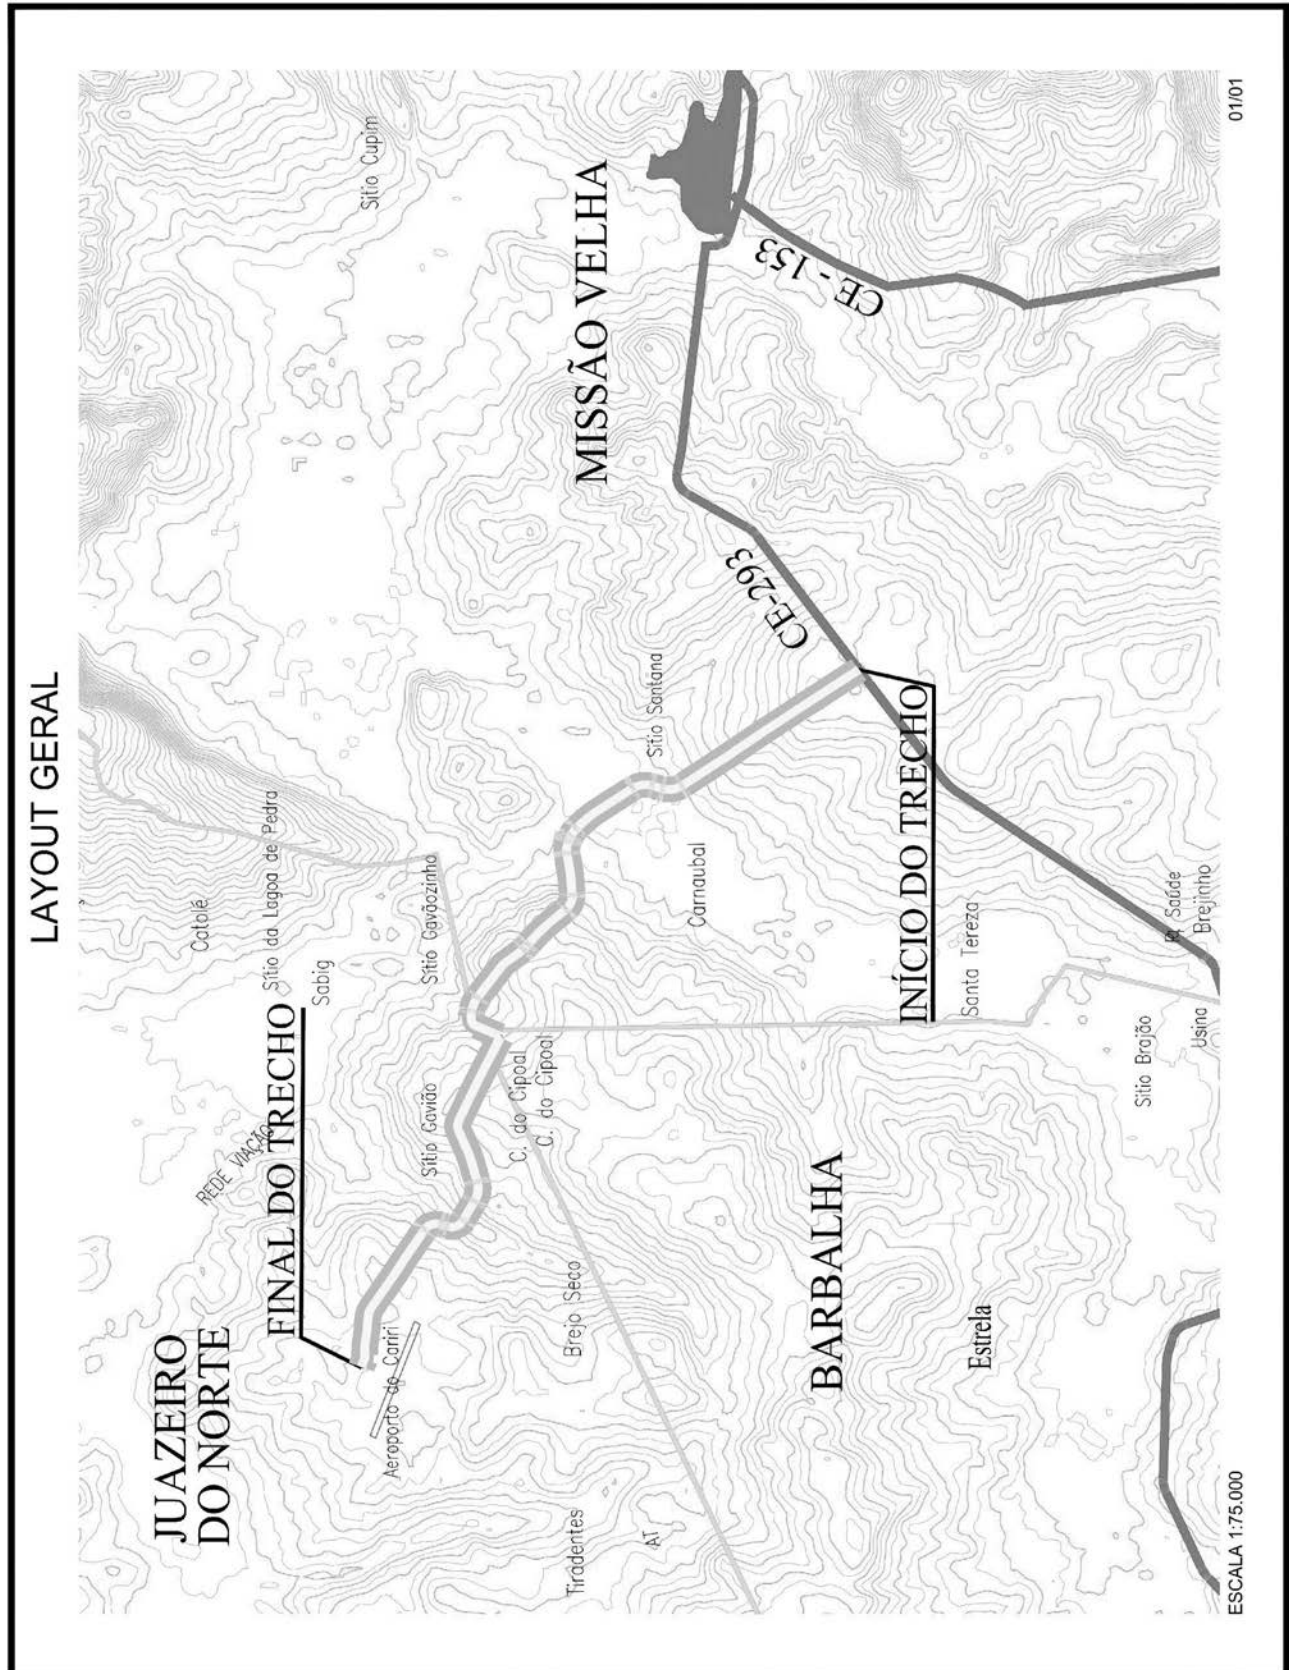 LAYOUT GERAL
JUAZEIRO
DO NORTE
FINAL DO TRECHO
REDE VIAÇÃO
Catolé
Sítio da Lagoa de Pedra
Sabig
Sítio Cupim
Aeroporto do Cariri
Sítio Gavião
Sítio Gavãozinho
Tiradentes
AT
Brejo Seco
C. do Cipoal
C. do Cipoal
Sítio Santana
Carnaubal
MISSÃO VELHA
CE-293
CE - 153
BARBALHA
INÍCIO DO TRECHO
Estrela
Santa Tereza
Sítio Brajão
Usina
Saúde
Brejinho
ESCALA 1:75.000
01/01